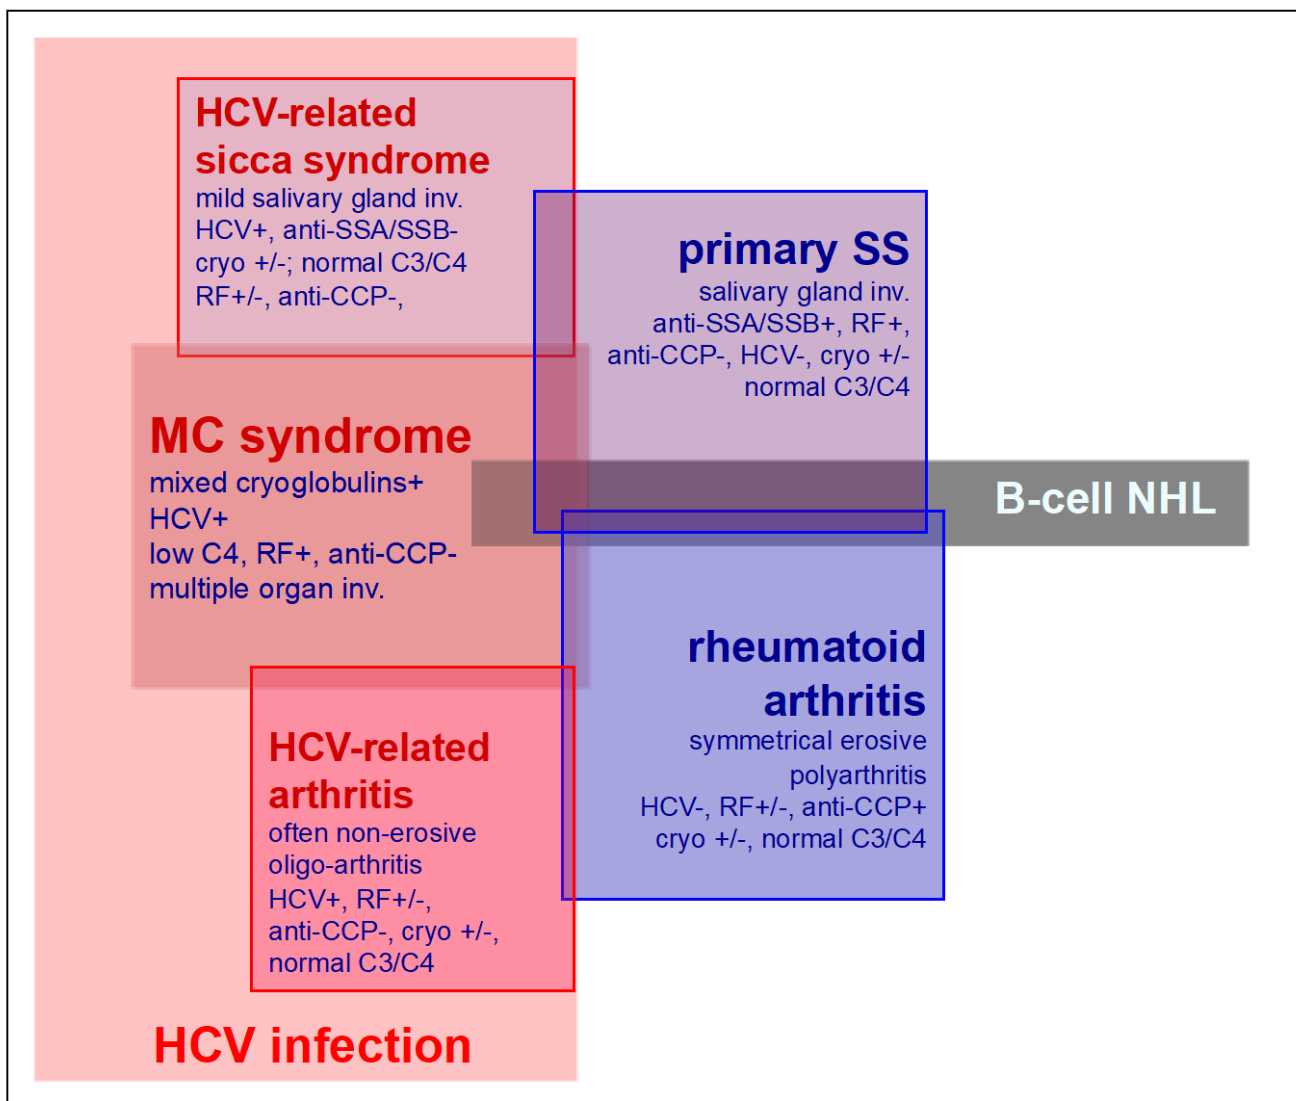 HCV-related
sicca syndrome
mild salivary gland inv.
HCV+, anti-SSA/SSB-
cryo +/-; normal C3/C4
RF+/-, anti-CCP-,
primary SS
salivary gland inv.
anti-SSA/SSB+, RF+,
anti-CCP-, HCV-, cryo +/-
normal C3/C4
MC syndrome
mixed cryoglobulins+
HCV+
low C4, RF+, anti-CCP-
multiple organ inv.
B-cell NHL
rheumatoid
arthritis
symmetrical erosive
polyarthritis
HCV-, RF+/-, anti-CCP+
cryo +/-, normal C3/C4
HCV-related
arthritis
often non-erosive
oligo-arthritis
HCV+, RF+/-,
anti-CCP-, cryo +/-,
normal C3/C4
HCV infection